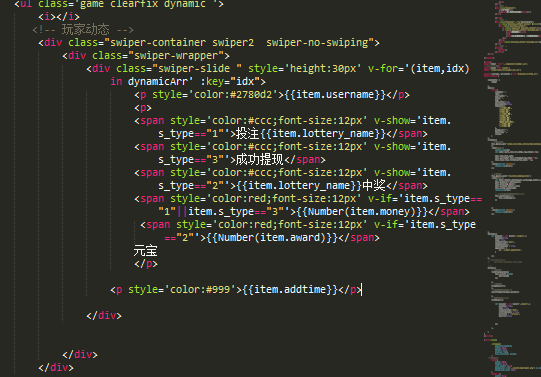 <ul class="game clearfix dynamic ">
<i></i>
<!-- 玩家动态 -->
<div class="swiper-container swiper2  swiper-no-swiping">
<div class="swiper-wrapper">
<div class="swiper-slide " style='height:30px' v-for='(item,idx)
in dynamicArr' :key="idx">
<p style='color:#2780d2'>{{item.username}}</p>
<p>
<span style='color:#ccc;font-size:12px' v-show='item.
s_type=="1"'>投注{{item.lottery_name}}</span>
<span style='color:#ccc;font-size:12px' v-show='item.
s_type=="3"'>成功提现</span>
<span style='color:#ccc;font-size:12px' v-show='item.
s_type=="2"'>{{item.lottery_name}}中奖</span>
<span style='color:red;font-size:12px' v-if='item.s_type==
"1"||item.s_type=="3"'>{{Number(item.money)}}</span>
<span style='color:red;font-size:12px' v-if='item.s_type
=="2"'>{{Number(item.award)}}</span>
元宝
</p>
<p style='color:#999'>{{item.addtime}}</p>
</div>
</div>
</div>